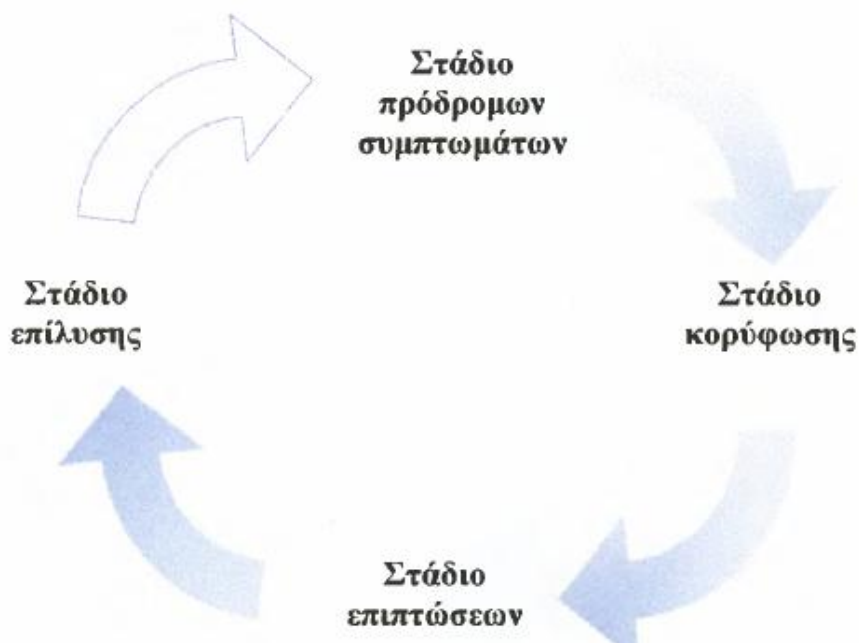 Στάδιο
πρόδρομων
συμπτωμάτων
Στάδιο
κορύφωσης
Στάδιο
επιπτώσεων
Στάδιο
επίλυσης